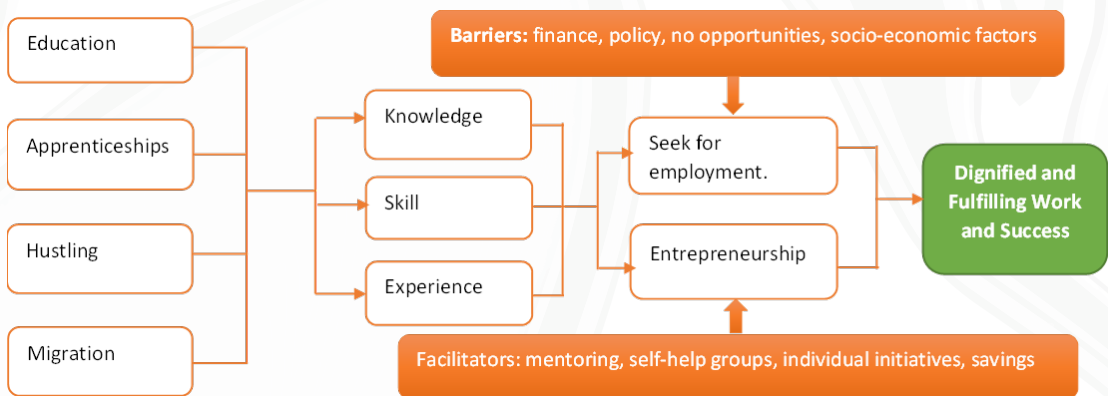 Education
Apprenticeships
Hustling
Migration
Knowledge
Skill
Experience
Barriers: finance, policy, no opportunities, socio-economic factors
Seek for
employment.
Entrepreneurship
Facilitators: mentoring, self-help groups, individual initiatives, savings
Dignified and
Fulfilling Work
and Success